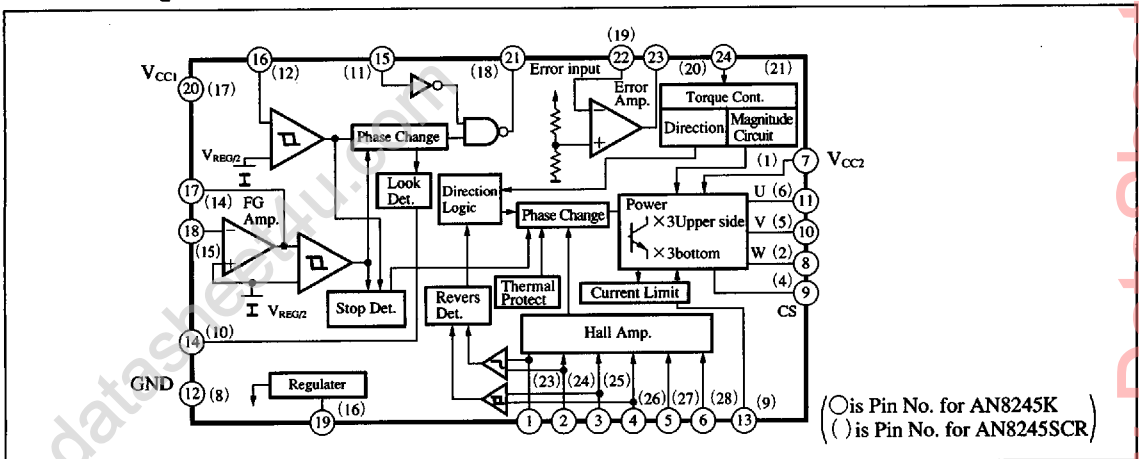 (19)
16 15 21 22 23 24
(12) (11) (18) Error input (20) (21)
VCC1
20 (17)
Error
Amp.
Torque Cont.
Direction
Magnitude
Circuit
Phase Change
VREG/2
(1) 7 VCC2
Look
Det.
Direction
Logic
17
(14) FG
Amp.
Power
×3Upper side
×3bottom
U (6) 11
V (5) 10
W (2) 8
Phase Change
18
(15)
(4)
9
CS
Thermal
Protect
Current Limit
VREG/2
Stop Det.
Revers
Det.
Hall Amp.
14 (10)
GND
12 (8)
Regulater
(16)
19
(23) (24) (25) (26) (27) (28) (9)
1 2 3 4 5 6 13
○is Pin No. for AN8245K
( ) is Pin No. for AN8245SCR
datasheet4u.com